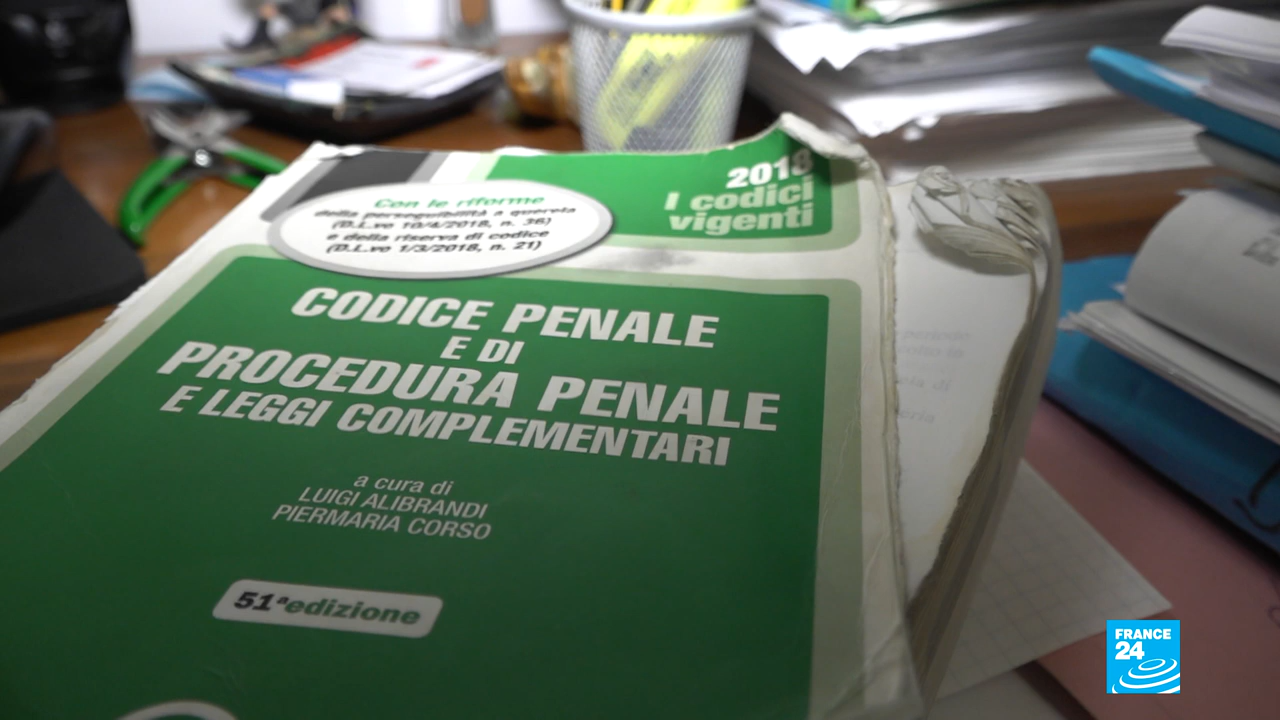 2018
I codici
vigenti
Con le riforme
della perseguibilità a querela
(D.L.vo 10/4/2018, n. 36)
e della riserva di codice
(D.L.vo 1/3/2018, n. 21)
CODICE PENALE
E DI
PROCEDURA PENALE
E LEGGI COMPLEMENTARI
a cura di
LUIGI ALIBRANDI
PIERMARIA CORSO
51ª edizione
FRANCE
24